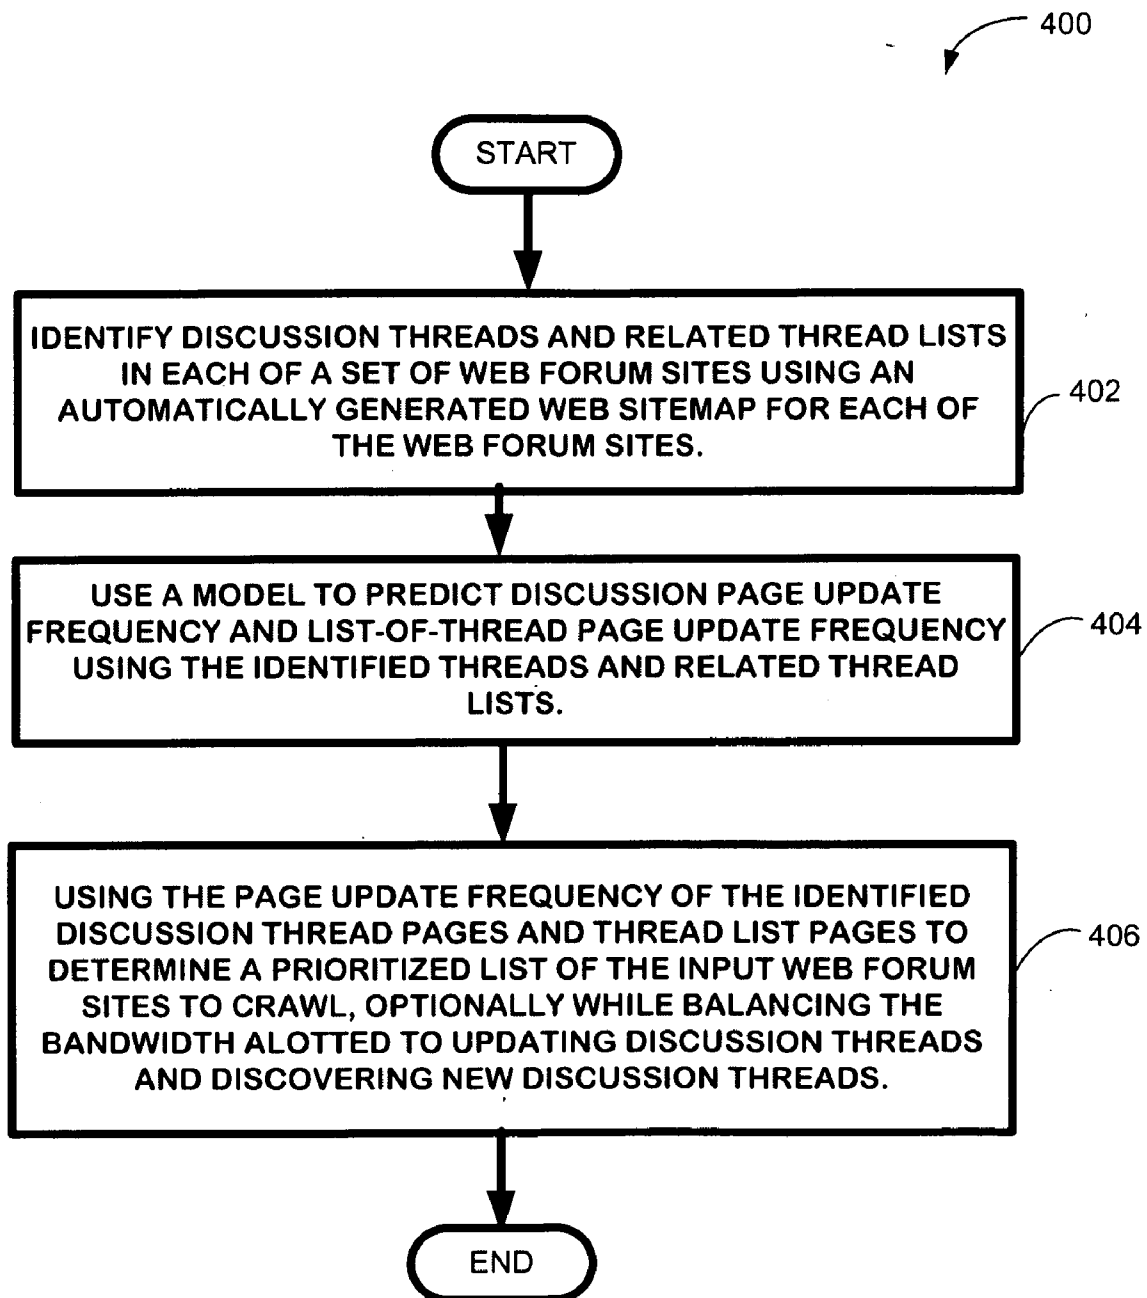 400
START
IDENTIFY DISCUSSION THREADS AND RELATED THREAD LISTS
IN EACH OF A SET OF WEB FORUM SITES USING AN
AUTOMATICALLY GENERATED WEB SITEMAP FOR EACH OF
THE WEB FORUM SITES.
402
USE A MODEL TO PREDICT DISCUSSION PAGE UPDATE
FREQUENCY AND LIST-OF-THREAD PAGE UPDATE FREQUENCY
USING THE IDENTIFIED THREADS AND RELATED THREAD
LISTS.
404
USING THE PAGE UPDATE FREQUENCY OF THE IDENTIFIED
DISCUSSION THREAD PAGES AND THREAD LIST PAGES TO
DETERMINE A PRIORITIZED LIST OF THE INPUT WEB FORUM
SITES TO CRAWL, OPTIONALLY WHILE BALANCING THE
BANDWIDTH ALOTTED TO UPDATING DISCUSSION THREADS
AND DISCOVERING NEW DISCUSSION THREADS.
406
END